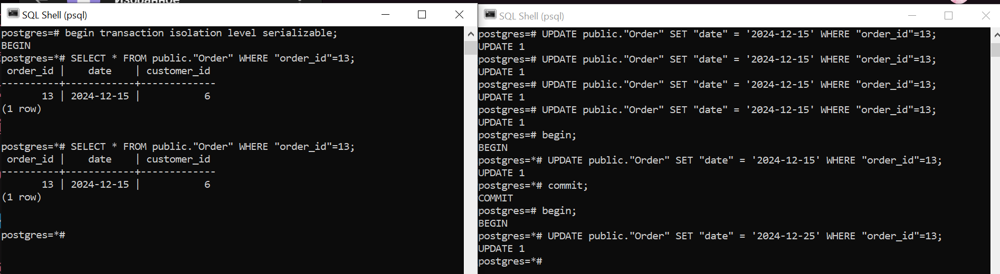 Избранное
SQL Shell (psql)
postgres=# begin transaction isolation level serializable;
BEGIN
postgres=*# SELECT * FROM public."Order" WHERE "order_id"=13;
 order_id |    date    | customer_id
----------+------------+-------------
       13 | 2024-12-15 |           6
(1 row)
postgres=*# SELECT * FROM public."Order" WHERE "order_id"=13;
 order_id |    date    | customer_id
----------+------------+-------------
       13 | 2024-12-15 |           6
(1 row)
postgres=*#
SQL Shell (psql)
postgres=# UPDATE public."Order" SET "date" = '2024-12-15' WHERE "order_id"=13;
UPDATE 1
postgres=# UPDATE public."Order" SET "date" = '2024-12-15' WHERE "order_id"=13;
UPDATE 1
postgres=# UPDATE public."Order" SET "date" = '2024-12-15' WHERE "order_id"=13;
UPDATE 1
postgres=# UPDATE public."Order" SET "date" = '2024-12-15' WHERE "order_id"=13;
UPDATE 1
postgres=# begin;
BEGIN
postgres=*# UPDATE public."Order" SET "date" = '2024-12-15' WHERE "order_id"=13;
UPDATE 1
postgres=*# commit;
COMMIT
postgres=# begin;
BEGIN
postgres=*# UPDATE public."Order" SET "date" = '2024-12-25' WHERE "order_id"=13;
UPDATE 1
postgres=*#